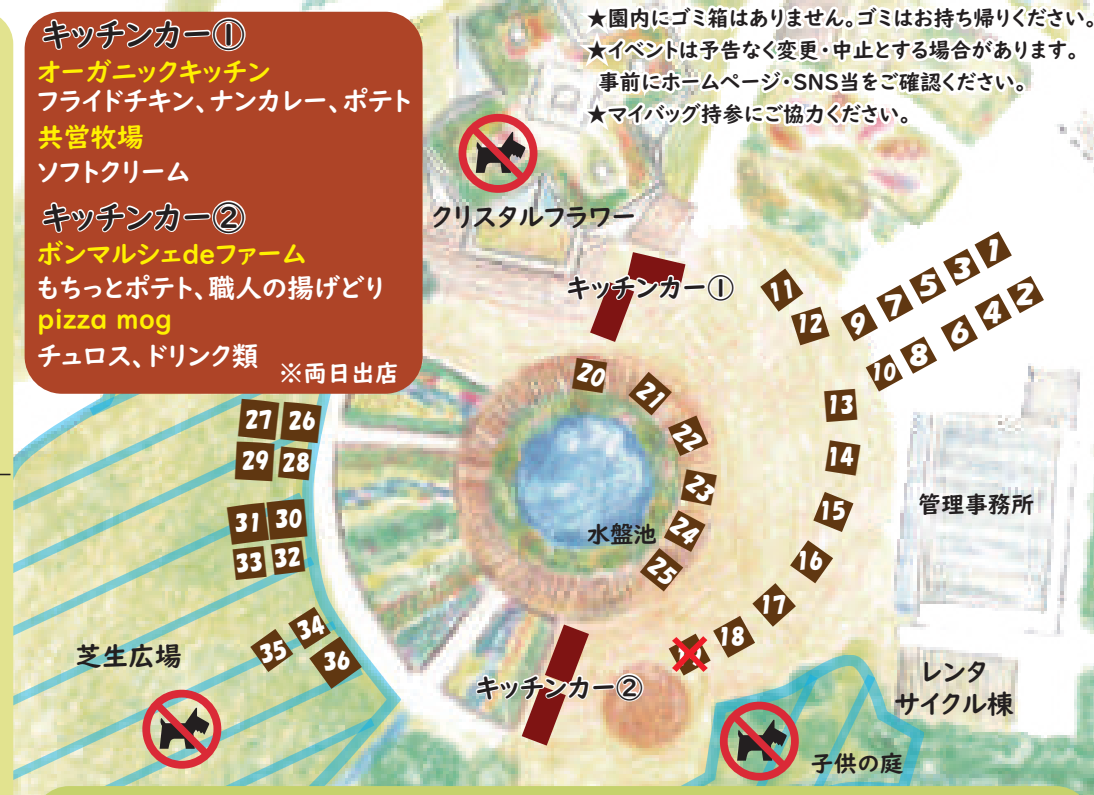 キッチンカー①
オーガニックキッチン
フライドチキン、ナンカレー、ポテト
共営牧場
ソフトクリーム
キッチンカー②
ボンマルシェdeファーム
もちっとポテト、職人の揚げどり
pizza mog
チュロス、ドリンク類
※両日出店
★園内にゴミ箱はありません。ゴミはお持ち帰りください。
★イベントは予告なく変更・中止とする場合があります。
事前にホームページ・SNS当をご確認ください。
★マイバッグ持参にご協力ください。
クリスタルフラワー
キッチンカー①
11
12
9
7
5
3
1
10
8
6
4
2
13
14
15
16
17
18
20
21
22
23
24
25
水盤池
管理事務所
27
26
29
28
31
30
33
32
34
35
36
芝生広場
キッチンカー②
レンタ
サイクル棟
子供の庭